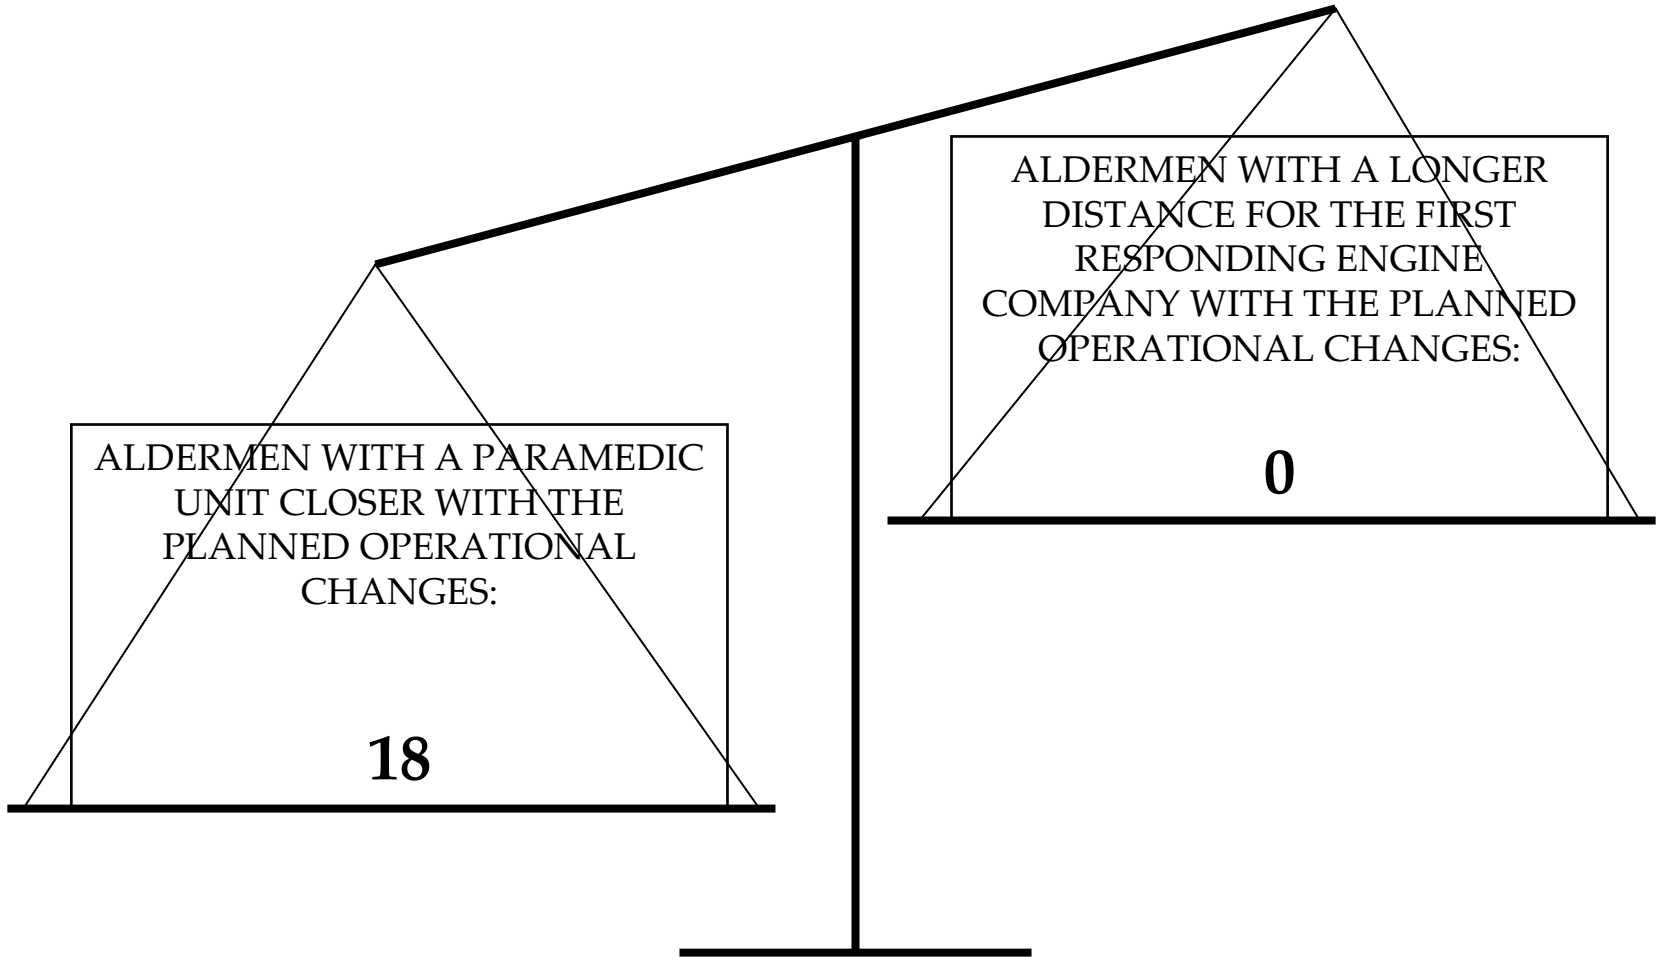 ALDERMEN WITH A PARAMEDIC
UNIT CLOSER WITH THE
PLANNED OPERATIONAL
CHANGES:
18
ALDERMEN WITH A LONGER
DISTANCE FOR THE FIRST
RESPONDING ENGINE
COMPANY WITH THE PLANNED
OPERATIONAL CHANGES:
0